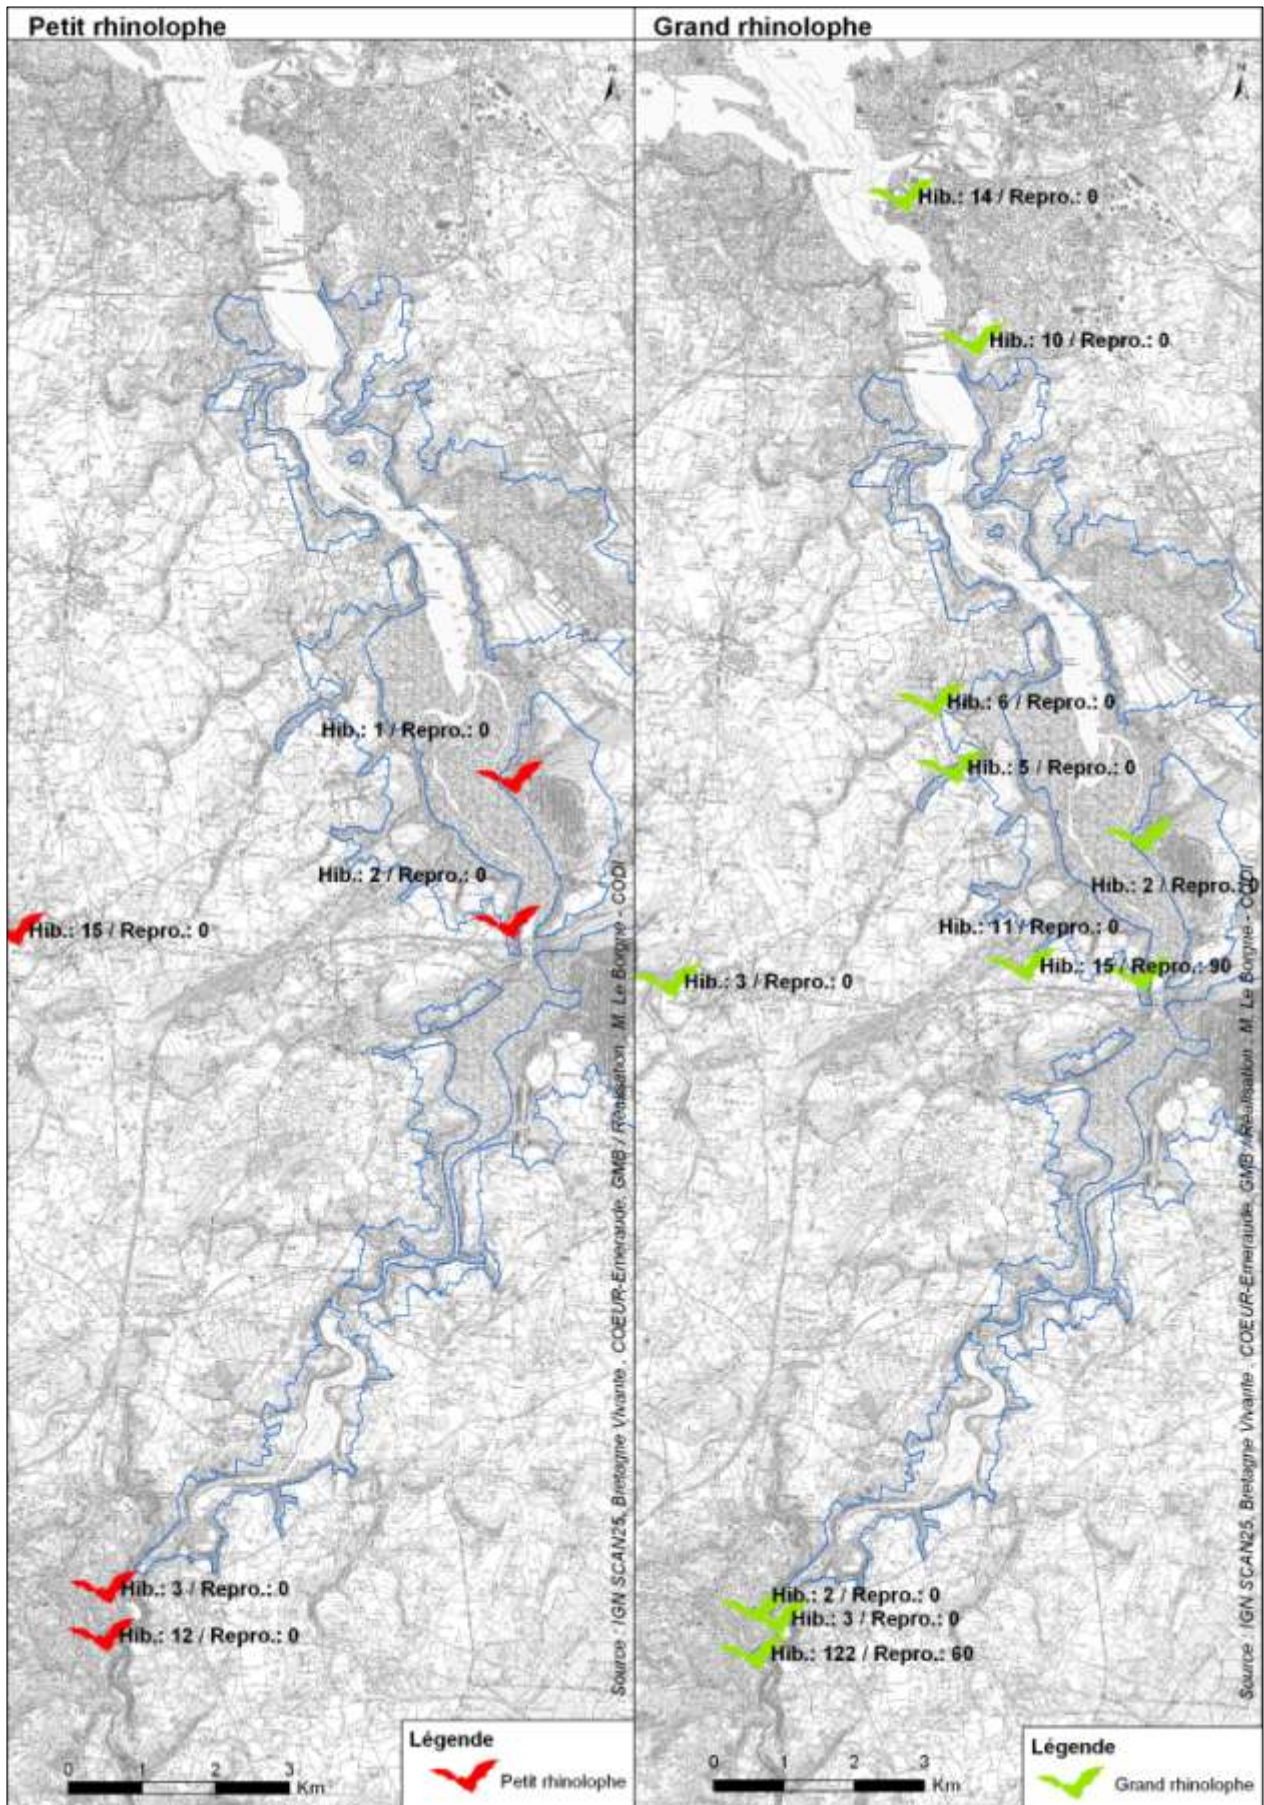 Petit rhinolophe
N
Hib.: 1 / Repro.: 0
Hib.: 2 / Repro.: 0
Hib.: 15 / Repro.: 0
Hib.: 3 / Repro.: 0
Hib.: 12 / Repro.: 0
Source : IGN SCAN25, Bretagne Vivante , COEUR-Emeraude, GMB / Réalisation : M. Le Borgne - CODI
0 1 2 3
Km
Légende
Petit rhinolophe
Grand rhinolophe
N
Hib.: 14 / Repro.: 0
Hib.: 10 / Repro.: 0
Hib.: 6 / Repro.: 0
Hib.: 5 / Repro.: 0
Hib.: 2 / Repro.: 0
Hib.: 11 / Repro.: 0
Hib.: 15 / Repro.: 90
Hib.: 3 / Repro.: 0
Hib.: 2 / Repro.: 0
Hib.: 3 / Repro.: 0
Hib.: 122 / Repro.: 60
Source : IGN SCAN25, Bretagne Vivante , COEUR-Emeraude, GMB / Réalisation : M. Le Borgne - CODI
0 1 2 3
Km
Légende
Grand rhinolophe